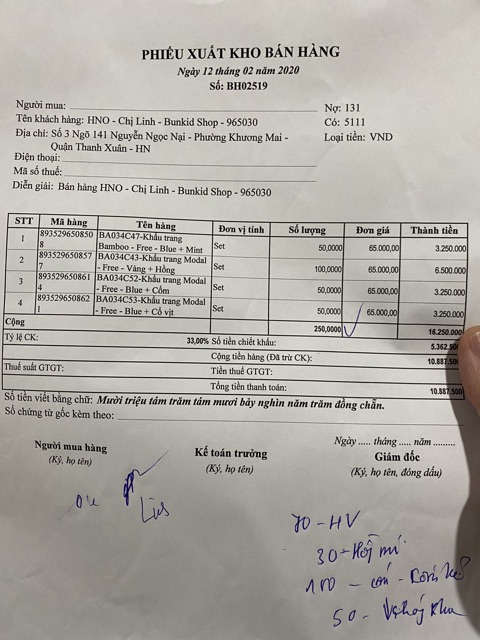 PHIẾU XUẤT KHO BÁN HÀNG
Ngày 12 tháng 02 năm 2020
Số: BH02519
Người mua: Nợ: 131
Tên khách hàng: HNO - Chị Linh - Bunkid Shop - 965030 Có: 5111
Địa chỉ: Số 3 Ngõ 141 Nguyễn Ngọc Nại - Phường Khương Mai - Loại tiền: VND
Quận Thanh Xuân - HN
Điện thoại:
Mã số thuế:
Diễn giải: Bán hàng HNO - Chị Linh - Bunkid Shop - 965030
STT Mã hàng Tên hàng Đơn vị tính Số lượng Đơn giá Thành tiền
1 893529650850 BA034C47-Khẩu trang Set 50,0000 65.000,00 3.250.000
8 Bamboo - Free - Blue + Mint
2 893529650857 BA034C43-Khẩu trang Modal Set 100,0000 65.000,00 6.500.000
7 - Free - Vàng + Hồng
3 893529650861 BA034C52-Khẩu trang Modal Set 50,0000 65.000,00 3.250.000
4 - Free - Blue + Cốm
4 893529650862 BA034C53-Khẩu trang Modal Set 50,0000 65.000,00 3.250.000
1 - Free - Blue + Cổ vịt
Cộng 250,0000 16.250.000
Tỷ lệ CK: 33,00% Số tiền chiết khấu: 5.362.500
Cộng tiền hàng (Đã trừ CK): 10.887.500
Thuế suất GTGT: Tiền thuế GTGT:
Tổng tiền thanh toán: 10.887.500
Số tiền viết bằng chữ: Mười triệu tám trăm tám mươi bảy nghìn năm trăm đồng chẵn.
Số chứng từ gốc kèm theo:
Ngày ..... tháng ..... năm .........
Người mua hàng Kế toán trưởng Giám đốc
(Ký, họ tên) (Ký, họ tên) (Ký, họ tên, đóng dấu)
70 - HV
30 - mi
100 -
50 -